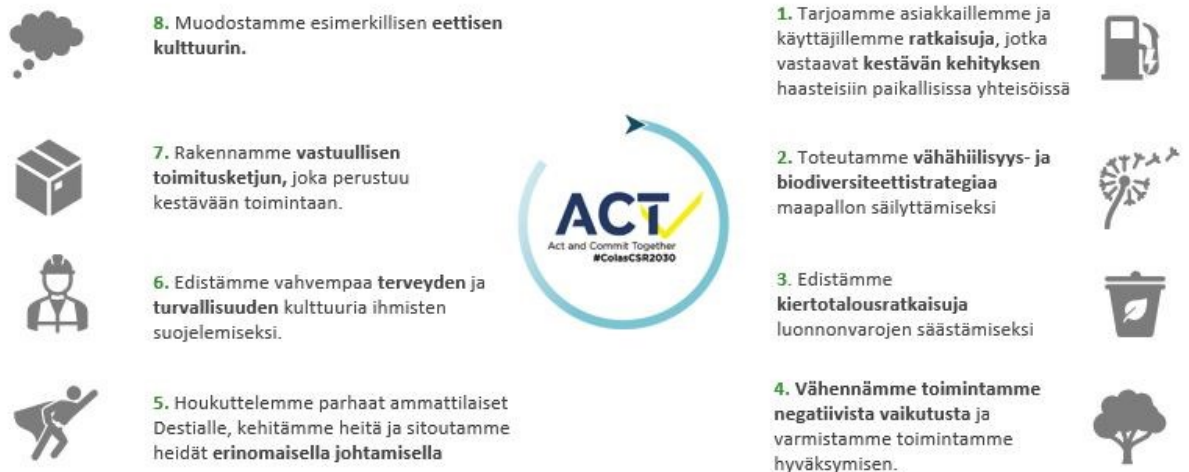 8. Muodostamme esimerkillisen eettisen
kulttuurin.
7. Rakennamme vastuullisen
toimitusketjun, joka perustuu
kestävään toimintaan.
6. Edistämme vahvempaa terveyden ja
turvallisuuden kulttuuria ihmisten
suojelemiseksi.
5. Houkuttelemme parhaat ammattilaiset
Destialle, kehitämme heitä ja sitoutamme
heidät erinomaisella johtamisella
ACT
Act and Commit Together
#ColasCSR2030
1. Tarjoamme asiakkaillemme ja
käyttäjillemme ratkaisuja, jotka
vastaavat kestävän kehityksen
haasteisiin paikallisissa yhteisöissä
2. Toteutamme vähähiilisyys- ja
biodiversiteettistrategiaa
maapallon säilyttämiseksi
3. Edistämme
kiertotalousratkaisuja
luonnonvarojen säästämiseksi
4. Vähennämme toimintamme
negatiivista vaikutusta ja
varmistamme toimintamme
hyväksymisen.